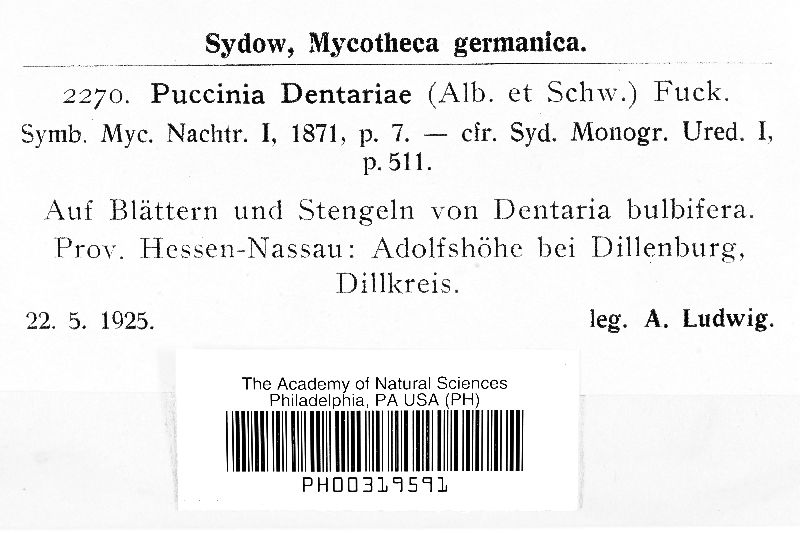 Sydow, Mycotheca germanica.
2270. Puccinia Dentariae (Alb. et Schw.) Fuck.
Symb. Myc. Nachtr. I, 1871, p. 7. — cfr. Syd. Monogr. Ured. I,
p. 511.
Auf Blättern und Stengeln von Dentaria bulbifera.
Prov. Hessen-Nassau: Adolfshöhe bei Dillenburg,
Dillkreis.
22. 5. 1925. leg. A. Ludwig.
The Academy of Natural Sciences
Philadelphia, PA USA (PH)
PH00319591